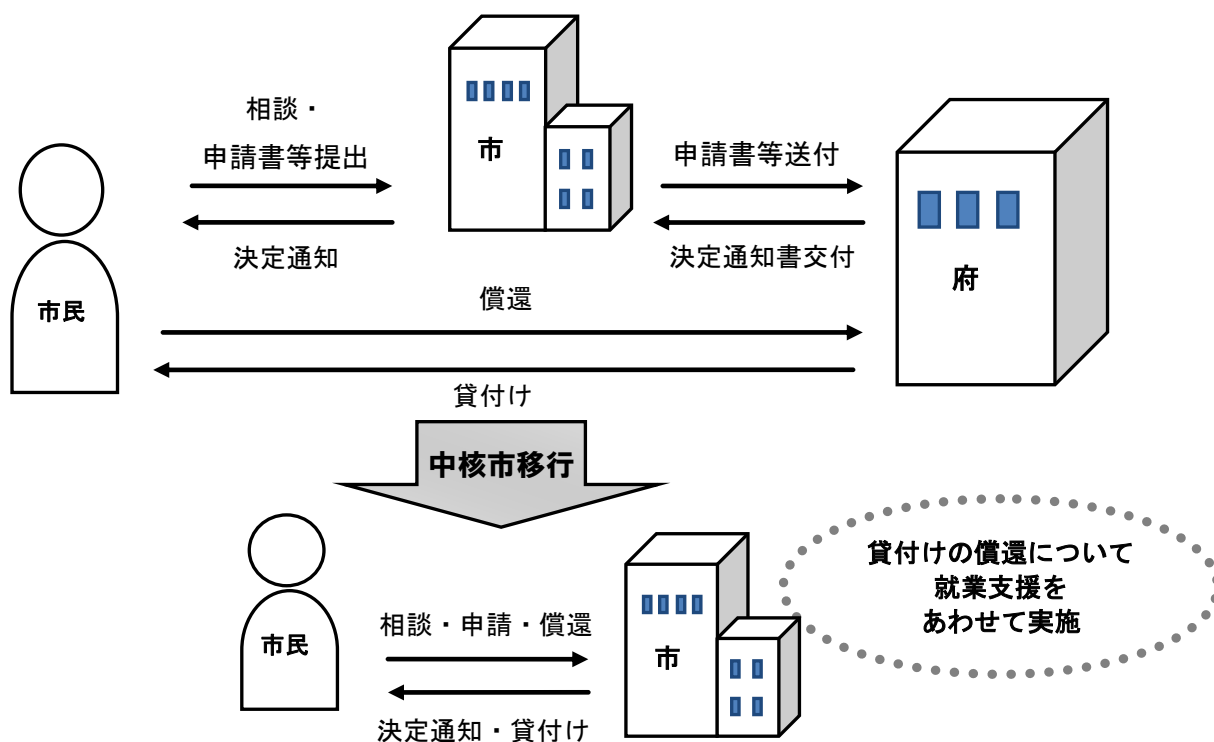 相談・
申請書等提出
市
申請書等送付
決定通知
決定通知書交付
府
市民
償還
貸付け
中核市移行
貸付けの償還について
就業支援を
あわせて実施
相談・申請・償還
市民
市
決定通知・貸付け